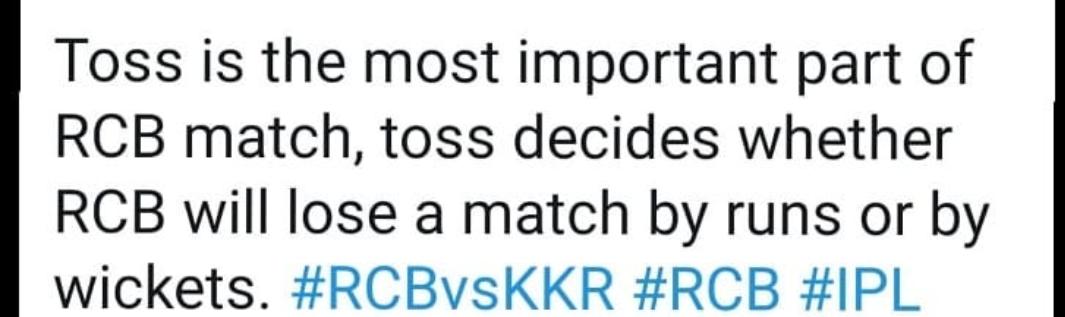 Toss is the most important part of
RCB match, toss decides whether
RCB will lose a match by runs or by
wickets. #RCBvsKKR #RCB #IPL